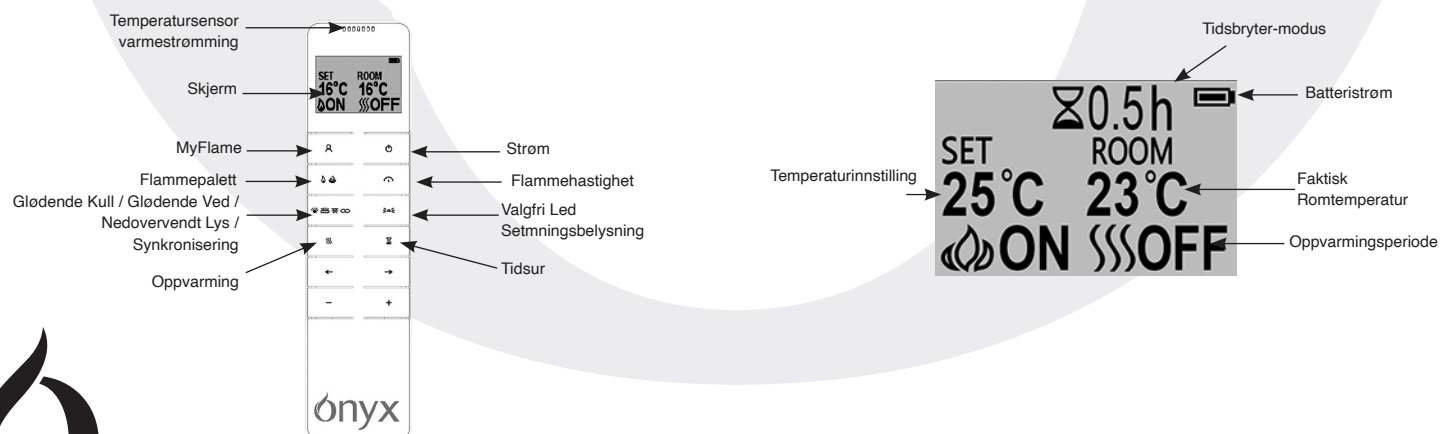 Temperatursensor
varmestrømming
SET ROOM
16°C 16°C
ON OFF
Skjerm
MyFlame
Strøm
Flammepalett
Flammehastighet
Glødende Kull / Glødende Ved /
Nedovervendt Lys /
Synkronisering
Valgfri Led
Setmningsbelysning
Oppvarming
Tidsur
onyx
Tidsbryter-modus
Batteristrøm
0.5h
SET ROOM
25°C 23°C
ON OFF
Temperaturinnstilling
Faktisk
Romtemperatur
Oppvarmingsperiode